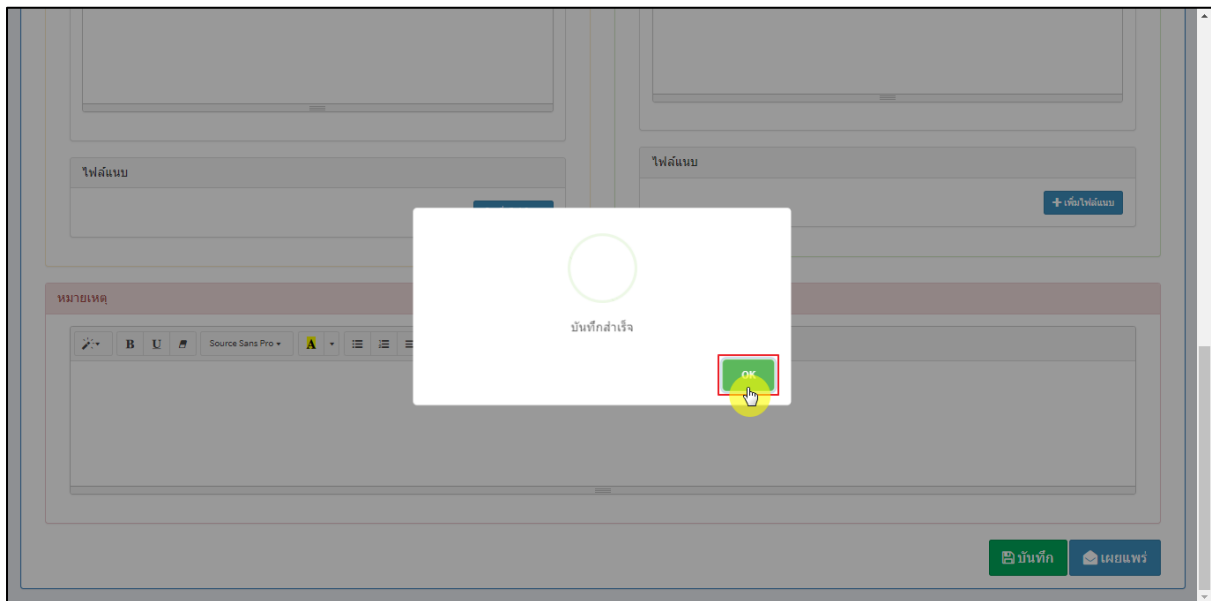 ไฟล์แนบ
ไฟล์แนบ
เพิ่มไฟล์แนบ
หมายเหตุ
B U Source Sans Pro A
บันทึกสำเร็จ
OK
บันทึก
เผยแพร่